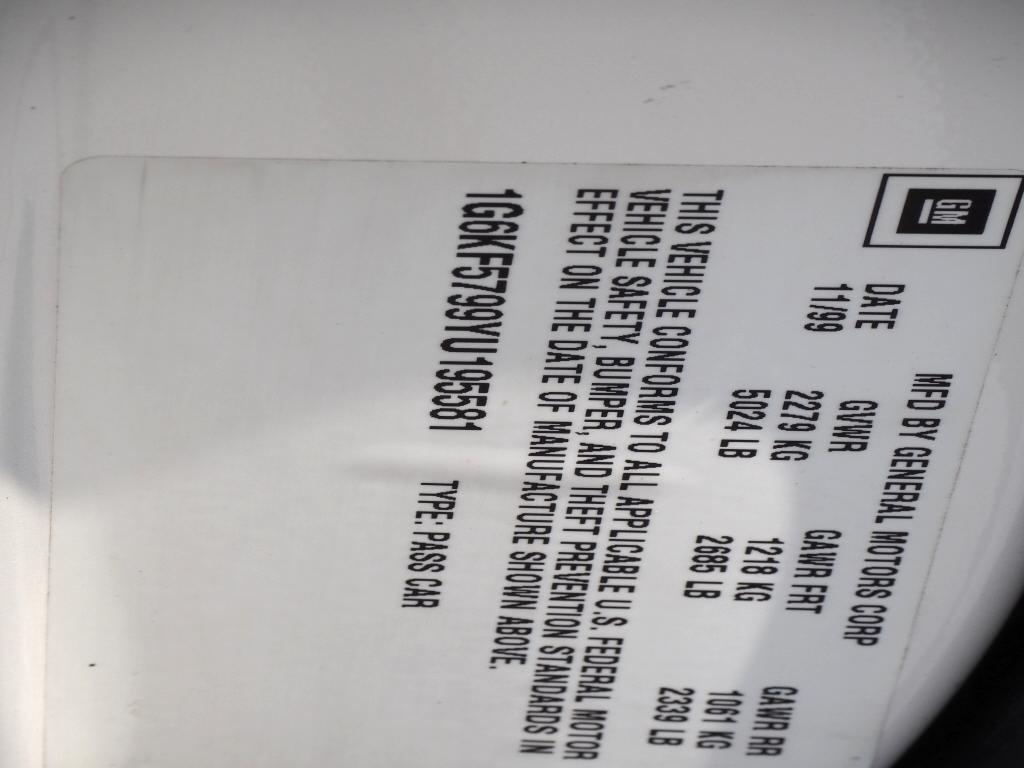 GM
MFD BY GENERAL MOTORS CORP
DATE GVWR GAWR FRT GAWR RR
11/99 2279 KG 1218 KG 1061 KG
5024 LB 2685 LB 2339 LB
THIS VEHICLE CONFORMS TO ALL APPLICABLE U.S. FEDERAL MOTOR
VEHICLE SAFETY, BUMPER, AND THEFT PREVENTION STANDARDS IN
EFFECT ON THE DATE OF MANUFACTURE SHOWN ABOVE.
1G6KF5799YU195581 TYPE: PASS CAR